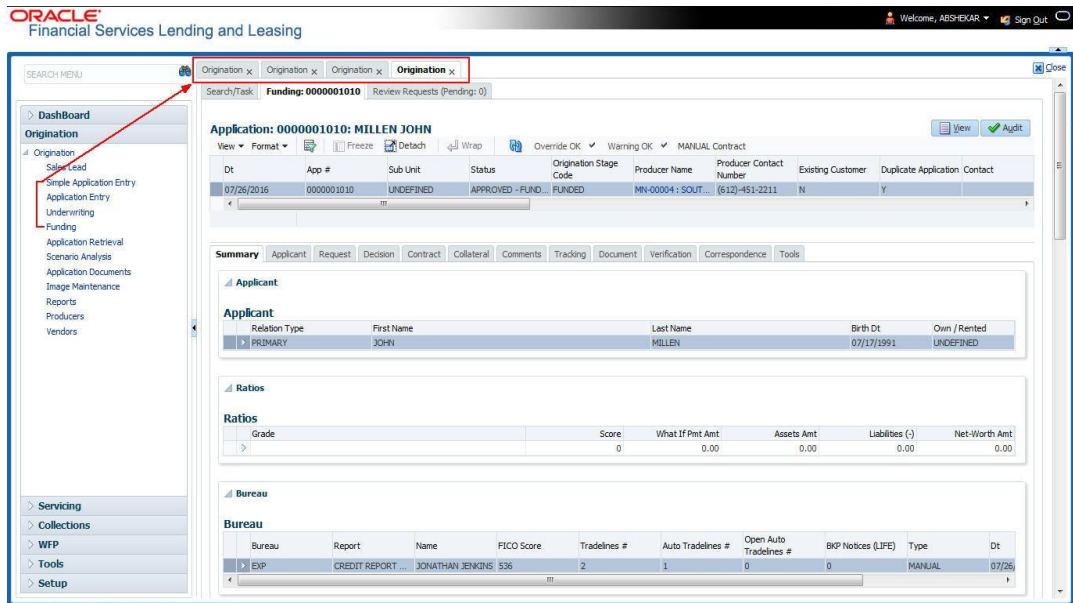 ORACLE
Financial Services Lending and Leasing
Welcome, ABSHEKAR
Sign Out
SEARCH MENU
DashBoard
Origination
Origination
Sales Lead
Simple Application Entry
Application Entry
Underwriting
Funding
Application Retrieval
Scenario Analysis
Application Documents
Image Maintenance
Reports
Producers
Vendors
Servicing
Collections
WFP
Tools
Setup
Origination x Origination x Origination x Origination x
Close
Search/Task Funding: 0000001010 Review Requests (Pending: 0)
Application: 0000001010: MILLEN JOHN
View Audit
View Format Freeze Detach Wrap Override OK Warning OK MANUAL Contract
Dt App # Sub Unit Status Origination Stage Code Producer Name Producer Contact Number Existing Customer Duplicate Application Contact
07/26/2016 0000001010 UNDEFINED APPROVED - FUND... FUNDED MN-00004 : SOUT... (612)-451-2211 N Y
Summary Applicant Request Decision Contract Collateral Comments Tracking Document Verification Correspondence Tools
Applicant
Applicant
Relation Type First Name Last Name Birth Dt Own / Rented
PRIMARY JOHN MILLEN 07/17/1991 UNDEFINED
Ratios
Ratios
Grade Score What If Pmt Amt Assets Amt Liabilities (-) Net-Worth Amt
0 0.00 0.00 0.00 0.00
Bureau
Bureau
Bureau Report Name FICO Score Tradelines # Auto Tradelines # Open Auto Tradelines # BKP Notices (LIFE) Type Dt
EXP CREDIT REPORT ... JONATHAN JENKINS 536 2 1 0 0 MANUAL 07/26/